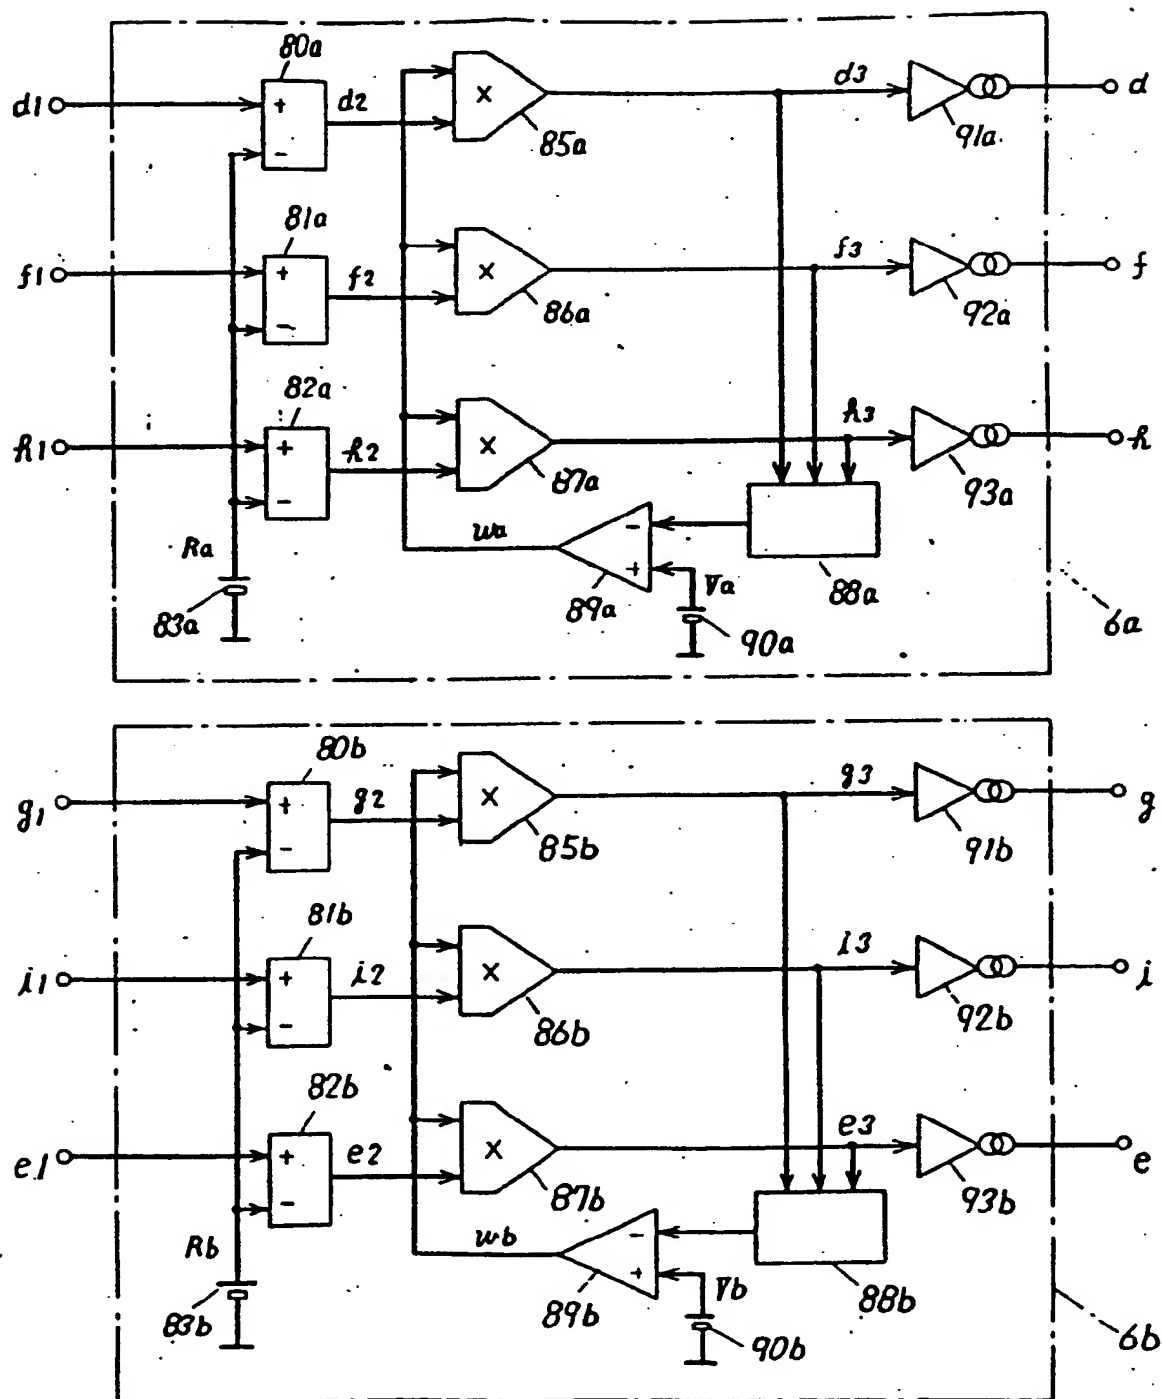 80a
d1 + d2 × d3 d
85a 91a
-
81a
f1 + f2 × f3 f
86a 92a
-
82a
h1 + h2 × h3 h
87a 93a
-
Ra wa -
+ Va 88a
83a 89a 90a 6a
80b
g1 + g2 × g3 g
85b 91b
-
81b
i1 + i2 × i3 i
86b 92b
-
82b
e1 + e2 × e3 e
87b 93b
-
Rb wb -
+ Vb 88b
83b 89b 90b 6b